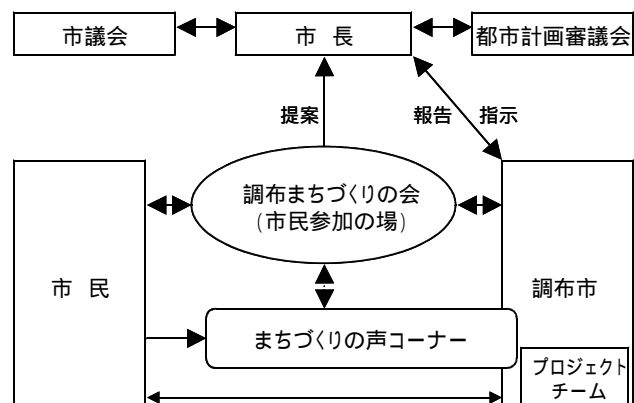 市議会
市 長
都市計画審議会
提案
報告
指示
調布まちづくりの会
(市民参加の場)
市 民
調布市
まちづくりの声コーナー
プロジェクト
チーム